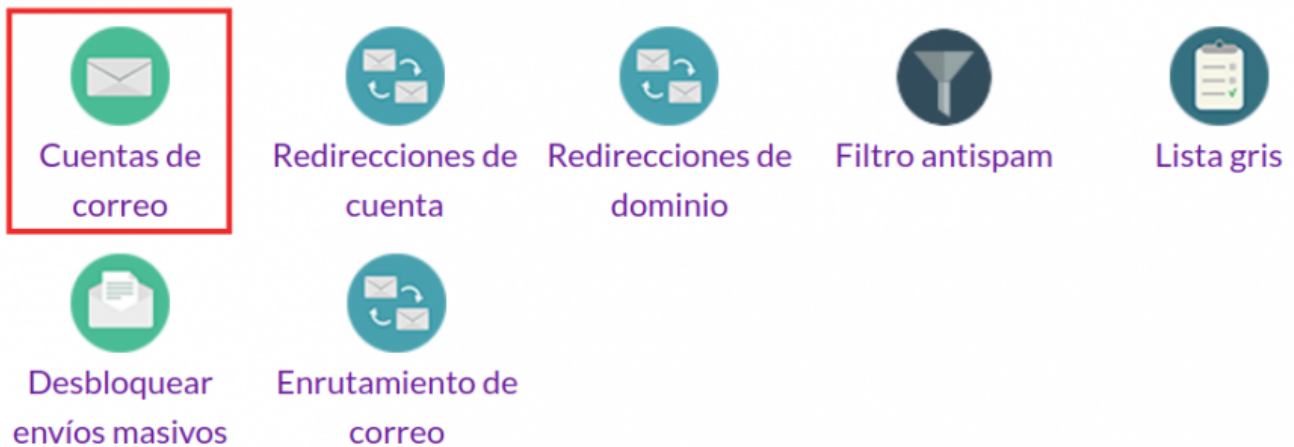 Cuentas de
correo
Redirecciones de
cuenta
Redirecciones de
dominio
Filtro antispam
Lista gris
Desbloquear
envíos masivos
Enrutamiento de
correo